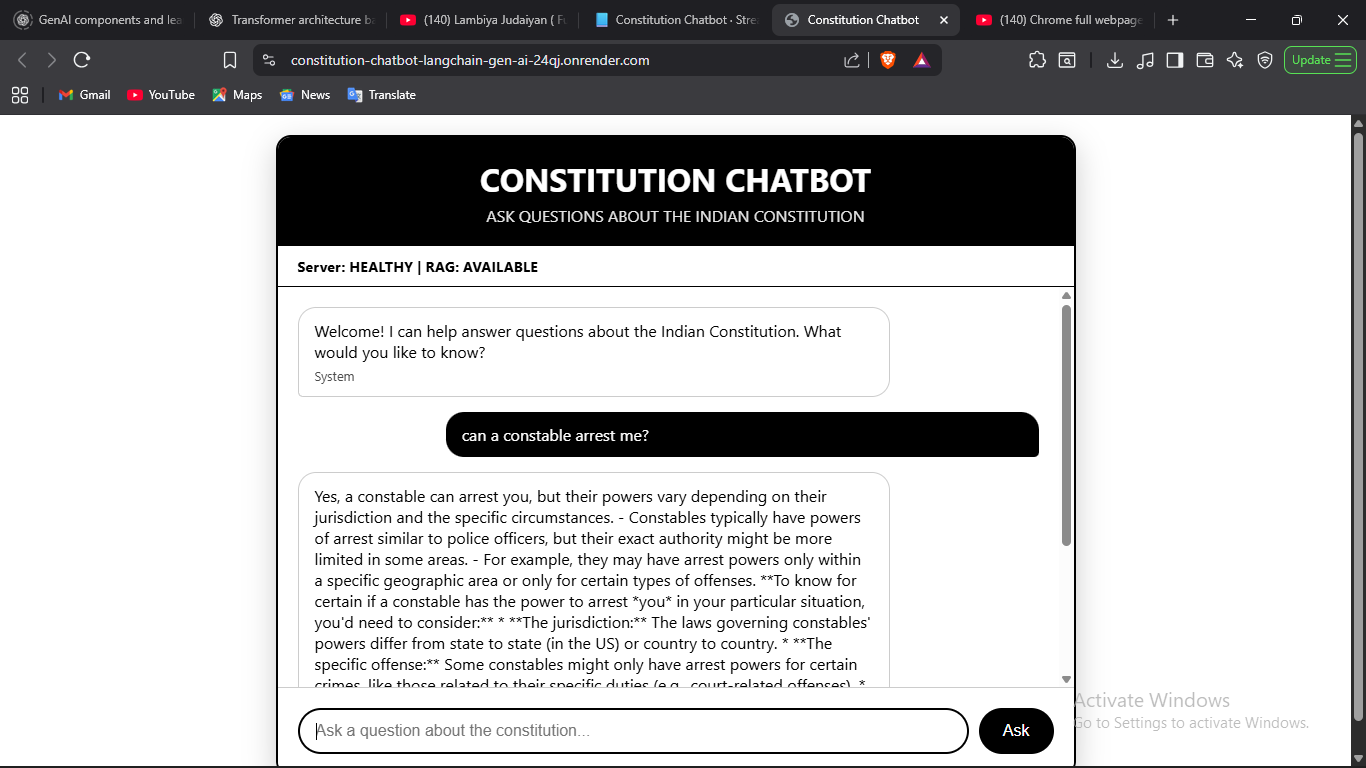 GenAI components and lea
Transformer architecture b
(140) Lambiya Judaiyan ( Fu
Constitution Chatbot · Stre
Constitution Chatbot
(140) Chrome full webpage
constitution-chatbot-langchain-gen-ai-24qj.onrender.com
Update
Gmail
YouTube
Maps
News
Translate
CONSTITUTION CHATBOT
ASK QUESTIONS ABOUT THE INDIAN CONSTITUTION
Server: HEALTHY | RAG: AVAILABLE
Welcome! I can help answer questions about the Indian Constitution. What
would you like to know?
System
can a constable arrest me?
Yes, a constable can arrest you, but their powers vary depending on their
jurisdiction and the specific circumstances. - Constables typically have powers
of arrest similar to police officers, but their exact authority might be more
limited in some areas. - For example, they may have arrest powers only within
a specific geographic area or only for certain types of offenses. **To know for
certain if a constable has the power to arrest *you* in your particular situation,
you'd need to consider:** * **The jurisdiction:** The laws governing constables'
powers differ from state to state (in the US) or country to country. * **The
specific offense:** Some constables might only have arrest powers for certain
crimes, like those related to their specific duties (e.g., court-related offenses). *
Ask a question about the constitution...
Ask
Activate Windows
Go to Settings to activate Windows.